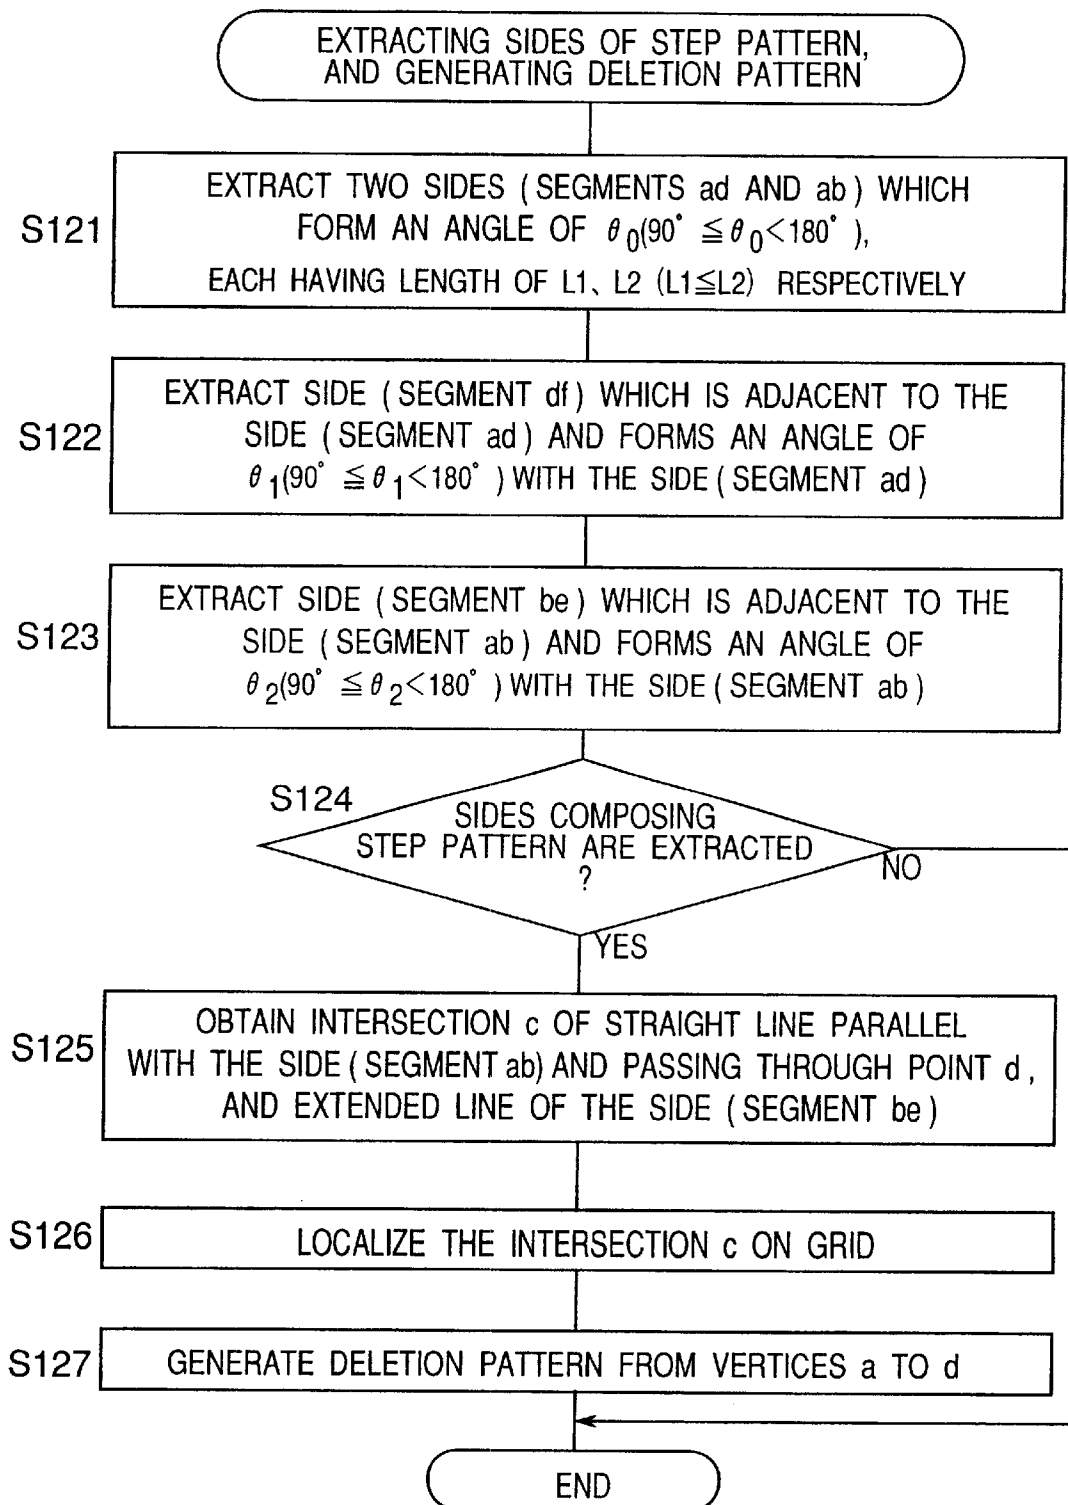 EXTRACTING SIDES OF STEP PATTERN,
AND GENERATING DELETION PATTERN
S121
EXTRACT TWO SIDES (SEGMENTS ad AND ab) WHICH
FORM AN ANGLE OF θ0(90° ≦θ0<180° ),
EACH HAVING LENGTH OF L1、L2 (L1≦L2) RESPECTIVELY
S122
EXTRACT SIDE (SEGMENT df) WHICH IS ADJACENT TO THE
SIDE (SEGMENT ad) AND FORMS AN ANGLE OF
θ1(90° ≦θ1<180° ) WITH THE SIDE (SEGMENT ad)
S123
EXTRACT SIDE (SEGMENT be) WHICH IS ADJACENT TO THE
SIDE (SEGMENT ab) AND FORMS AN ANGLE OF
θ2(90° ≦θ2<180° ) WITH THE SIDE (SEGMENT ab)
S124
SIDES COMPOSING
STEP PATTERN ARE EXTRACTED
?
NO
YES
S125
OBTAIN INTERSECTION c OF STRAIGHT LINE PARALLEL
WITH THE SIDE (SEGMENT ab) AND PASSING THROUGH POINT d,
AND EXTENDED LINE OF THE SIDE (SEGMENT be)
S126
LOCALIZE THE INTERSECTION c ON GRID
S127
GENERATE DELETION PATTERN FROM VERTICES a TO d
END